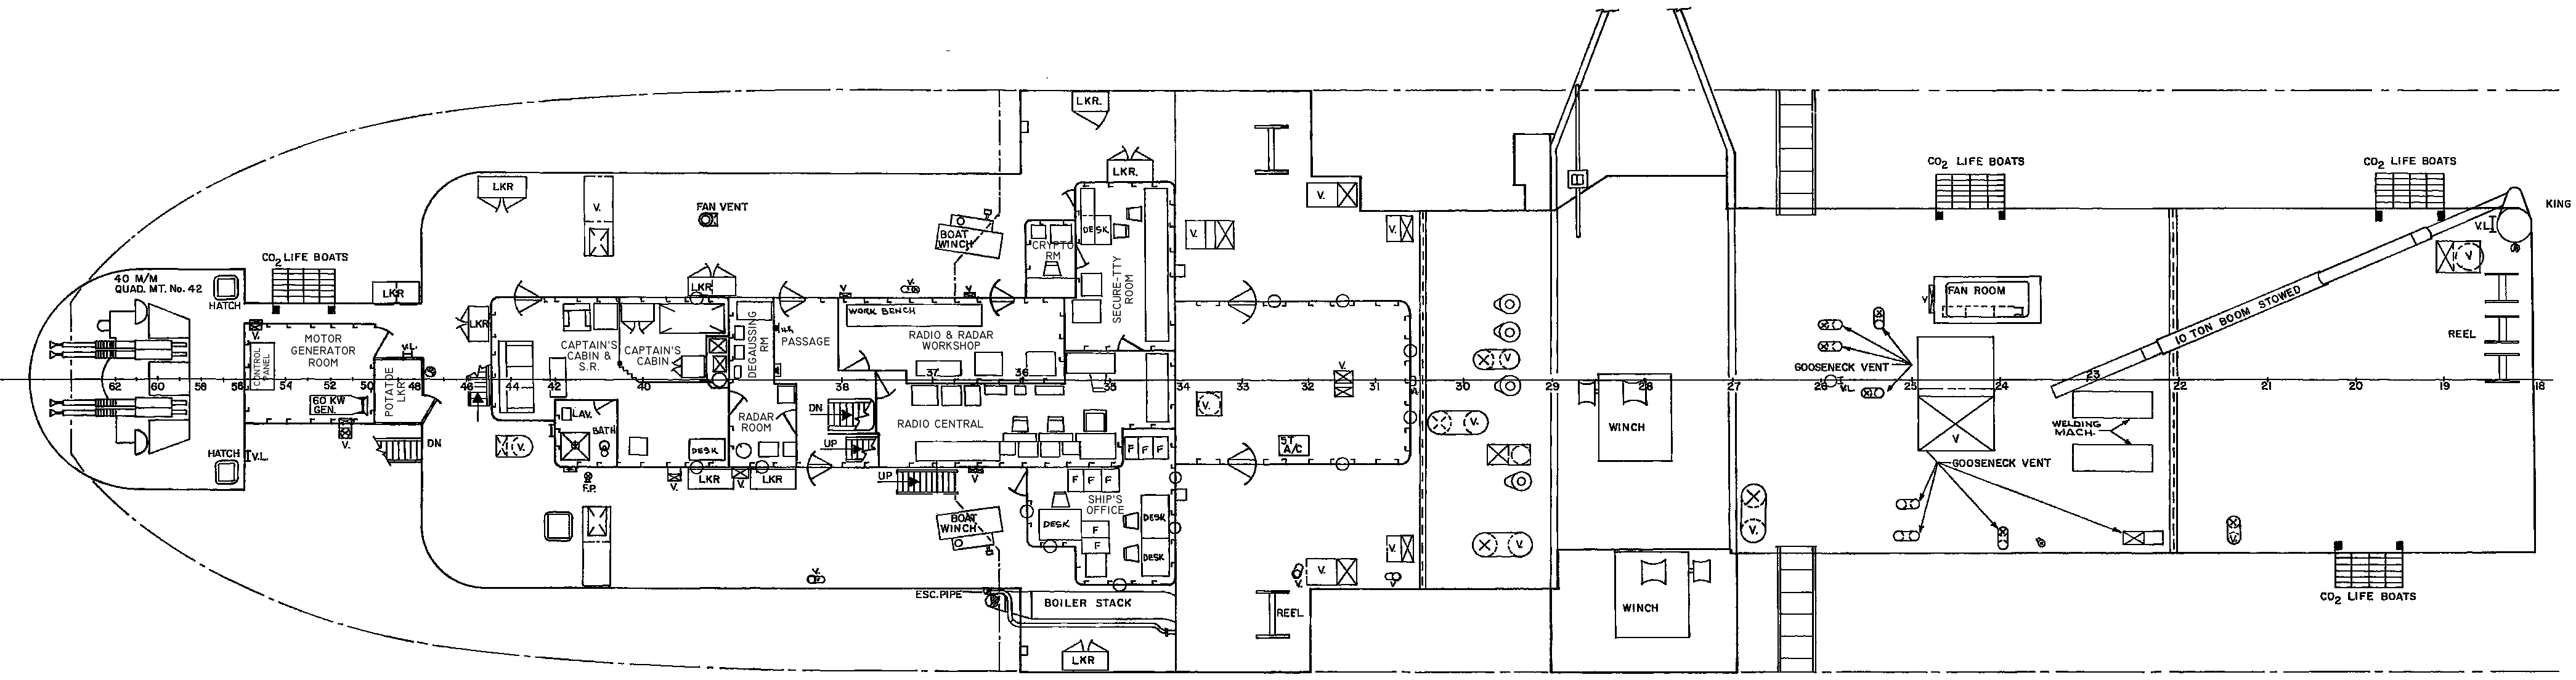 LKR.
CO2 LIFE BOATS
CO2 LIFE BOATS
LKR.
LKR
V.
V.
KING
FAN VENT
BOAT
WINCH
DESK
V.
V.
V.L.
CRYPTO
RM
SECURE-TTY
ROOM
V
CO2 LIFE BOATS
40 M/M
QUAD. MT. No. 42
HATCH
LKR
LKR
V
V.
V
FAN ROOM
V
10 TON BOOM STOWED
REEL
WORK BENCH
RADIO & RADAR
WORKSHOP
PASSAGE
DEGAUSSING
RM
CAPTAIN'S
CABIN &
S.R.
CAPTAIN'S
CABIN
LKR
V.
MOTOR
GENERATOR
ROOM
CONTROL
PANEL
V.L.
POTATOE
LKR
60 KW
GEN.
V.
V.
GOOSENECK VENT
V.L.
62 60 58 56 54 52 50 48 46 44 42 40 38 37 36 35 34 33 32 31 30 29 28 27 26 25 24 23 22 21 20 19 18
DN
LAV.
BATH
RADAR
ROOM
DN
UP
RADIO CENTRAL
V.
V.
V.
WINCH
V
WELDING
MACH.
HATCH
V.L.
V.
DESK
F F F
5T
A/C
GOOSENECK VENT
F.P.
V.
LKR
V.
LKR
UP
V
F F F
SHIP'S
OFFICE
DESK
F
F
DESK
DESK
BOAT
WINCH
V.
V.
V.
V.
V.
V
V.
ESC. PIPE
BOILER STACK
REEL
WINCH
CO2 LIFE BOATS
LKR